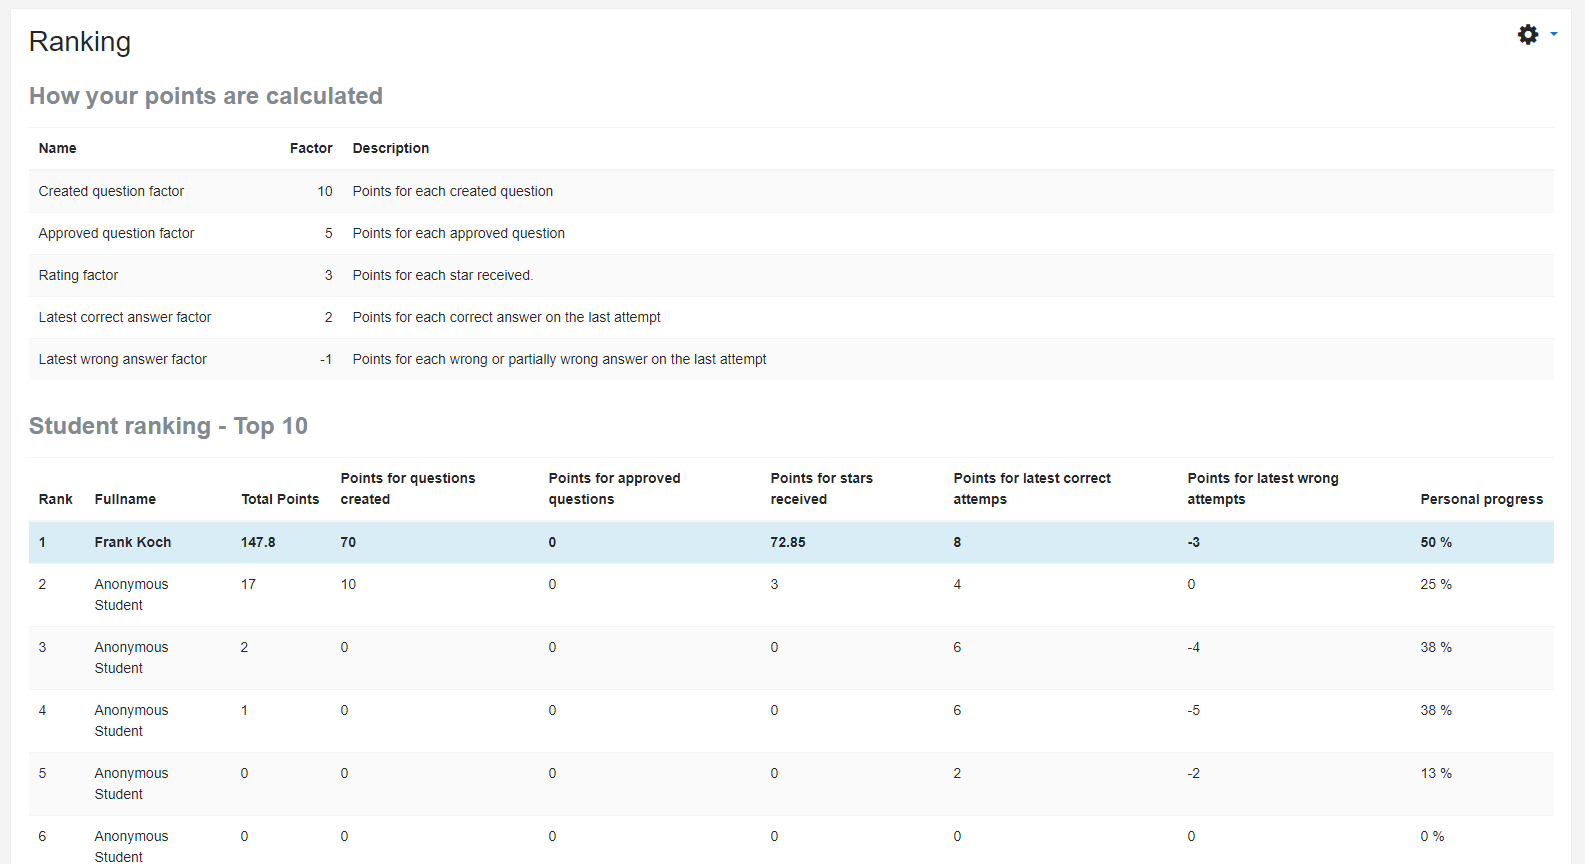 Ranking
How your points are calculated
Name Factor Description
Created question factor 10 Points for each created question
Approved question factor 5 Points for each approved question
Rating factor 3 Points for each star received.
Latest correct answer factor 2 Points for each correct answer on the last attempt
Latest wrong answer factor -1 Points for each wrong or partially wrong answer on the last attempt
Student ranking - Top 10
Rank Fullname Total Points Points for questions created Points for approved questions Points for stars received Points for latest correct attemps Points for latest wrong attempts Personal progress
1 Frank Koch 147.8 70 0 72.85 8 -3 50 %
2 Anonymous Student 17 10 0 3 4 0 25 %
3 Anonymous Student 2 0 0 0 6 -4 38 %
4 Anonymous Student 1 0 0 0 6 -5 38 %
5 Anonymous Student 0 0 0 0 2 -2 13 %
6 Anonymous Student 0 0 0 0 0 0 0 %